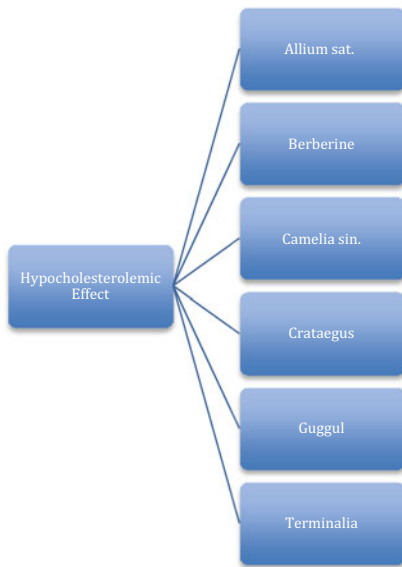 Allium sat.
Berberine
Camelia sin.
Hypocholesterolemic
Effect
Crataegus
Guggul
Terminalia